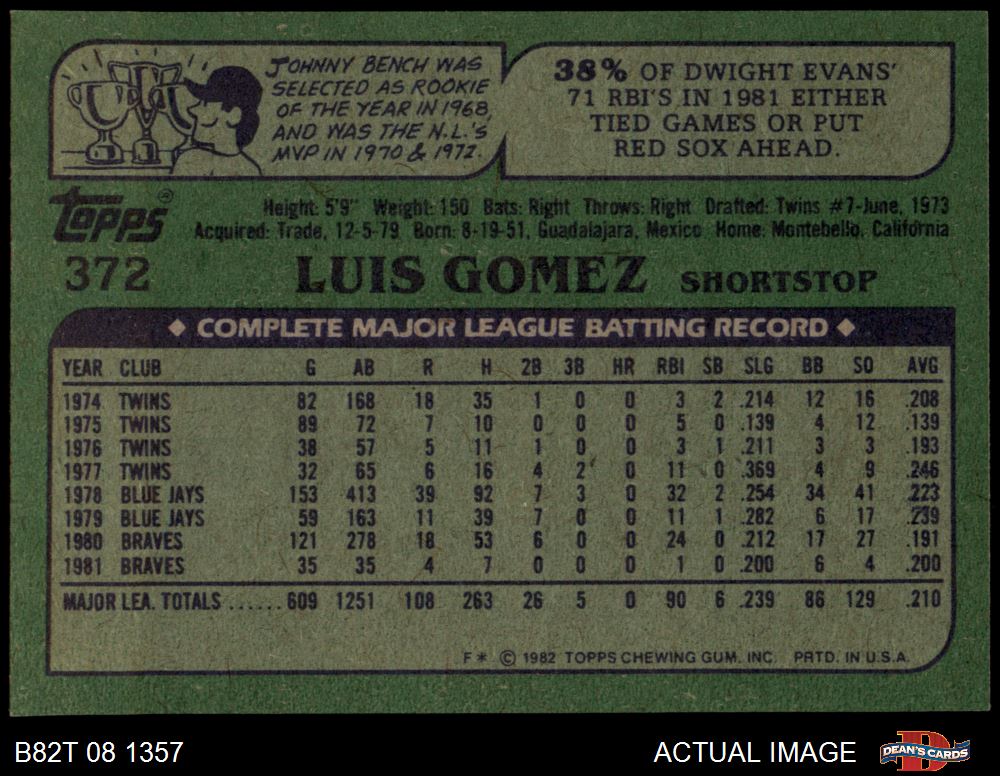 JOHNNY BENCH WAS
SELECTED AS ROOKIE
OF THE YEAR IN 1968,
AND WAS THE N.L.'S
MVP IN 1970 & 1972.
38% OF DWIGHT EVANS'
71 RBI'S IN 1981 EITHER
TIED GAMES OR PUT
RED SOX AHEAD.
Topps®
Height: 5'9" Weight: 150 Bats: Right Throws: Right Drafted: Twins #7-June, 1973
Acquired: Trade, 12-5-79 Born: 8-19-51, Guadalajara, Mexico Home: Montebello, California
372 LUIS GOMEZ SHORTSTOP
◆ COMPLETE MAJOR LEAGUE BATTING RECORD ◆
YEAR CLUB G AB R H 2B 3B HR RBI SB SLG BB SO AVG
1974 TWINS 82 168 18 35 1 0 0 3 2 .214 12 16 .208
1975 TWINS 89 72 7 10 0 0 0 5 0 .139 4 12 .139
1976 TWINS 38 57 5 11 1 0 0 3 1 .211 3 3 .193
1977 TWINS 32 65 6 16 4 2 0 11 0 .369 4 9 .246
1978 BLUE JAYS 153 413 39 92 7 3 0 32 2 .254 34 41 .223
1979 BLUE JAYS 59 163 11 39 7 0 0 11 1 .282 6 17 .239
1980 BRAVES 121 278 18 53 6 0 0 24 0 .212 17 27 .191
1981 BRAVES 35 35 4 7 0 0 0 1 0 .200 6 4 .200
MAJOR LEA. TOTALS ...... 609 1251 108 263 26 5 0 90 6 .239 86 129 .210
F* © 1982 TOPPS CHEWING GUM, INC. PRTD. IN U.S.A.
B82T 08 1357 ACTUAL IMAGE D DEAN'S CARDS